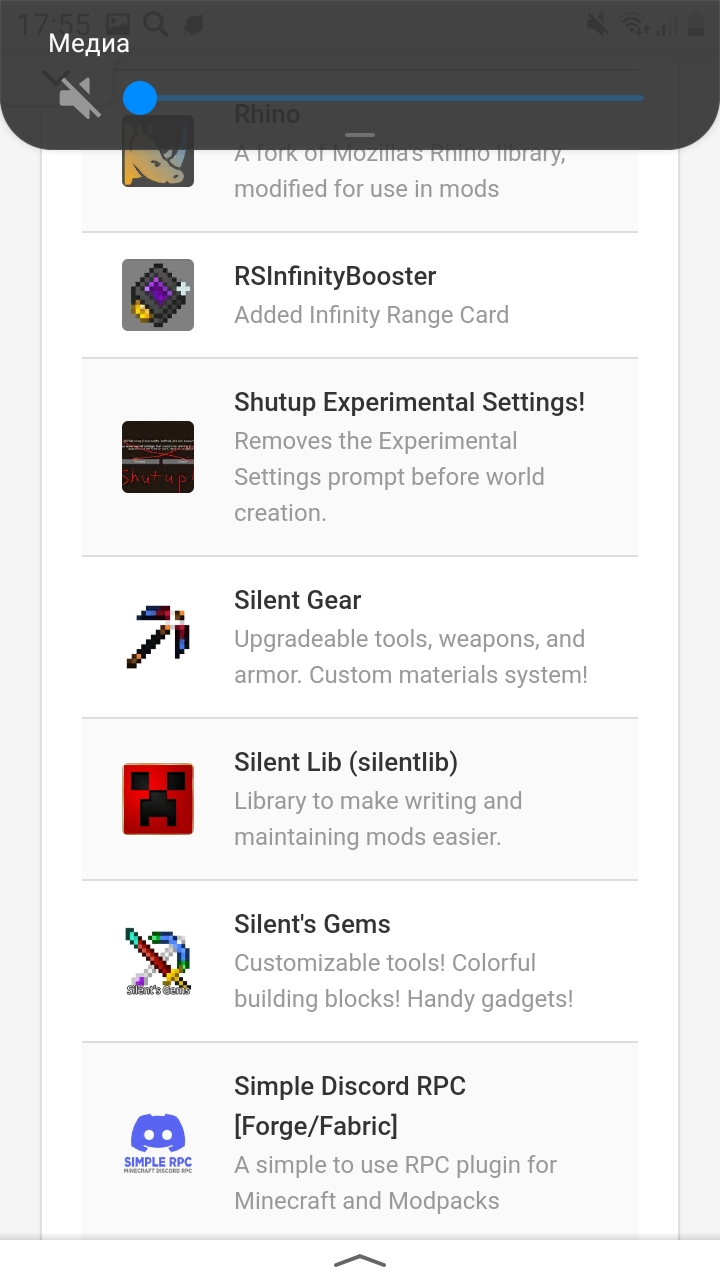 17:55
Медиа
Rhino
A fork of Mozilla's Rhino library,
modified for use in mods
RSInfinityBooster
Added Infinity Range Card
Shutup Experimental Settings!
Removes the Experimental
Settings prompt before world
creation.
Shutup!
Silent Gear
Upgradeable tools, weapons, and
armor. Custom materials system!
Silent Lib (silentlib)
Library to make writing and
maintaining mods easier.
Silent's Gems
Customizable tools! Colorful
building blocks! Handy gadgets!
Silent's Gems
Simple Discord RPC
[Forge/Fabric]
A simple to use RPC plugin for
Minecraft and Modpacks
SIMPLE RPC
MINECRAFT DISCORD RPC